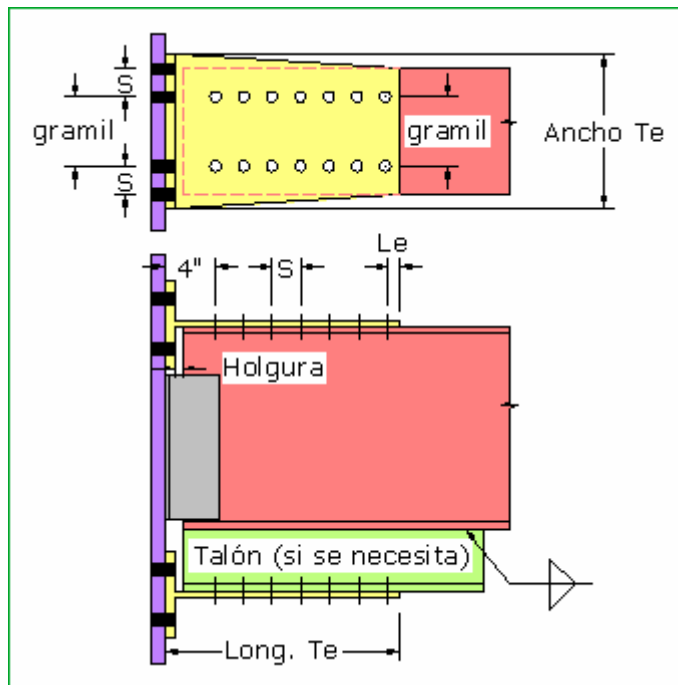 S
gramil
gramil
Ancho Te
S
Le
4"
S
Holgura
Talón (si se necesita)
Long. Te